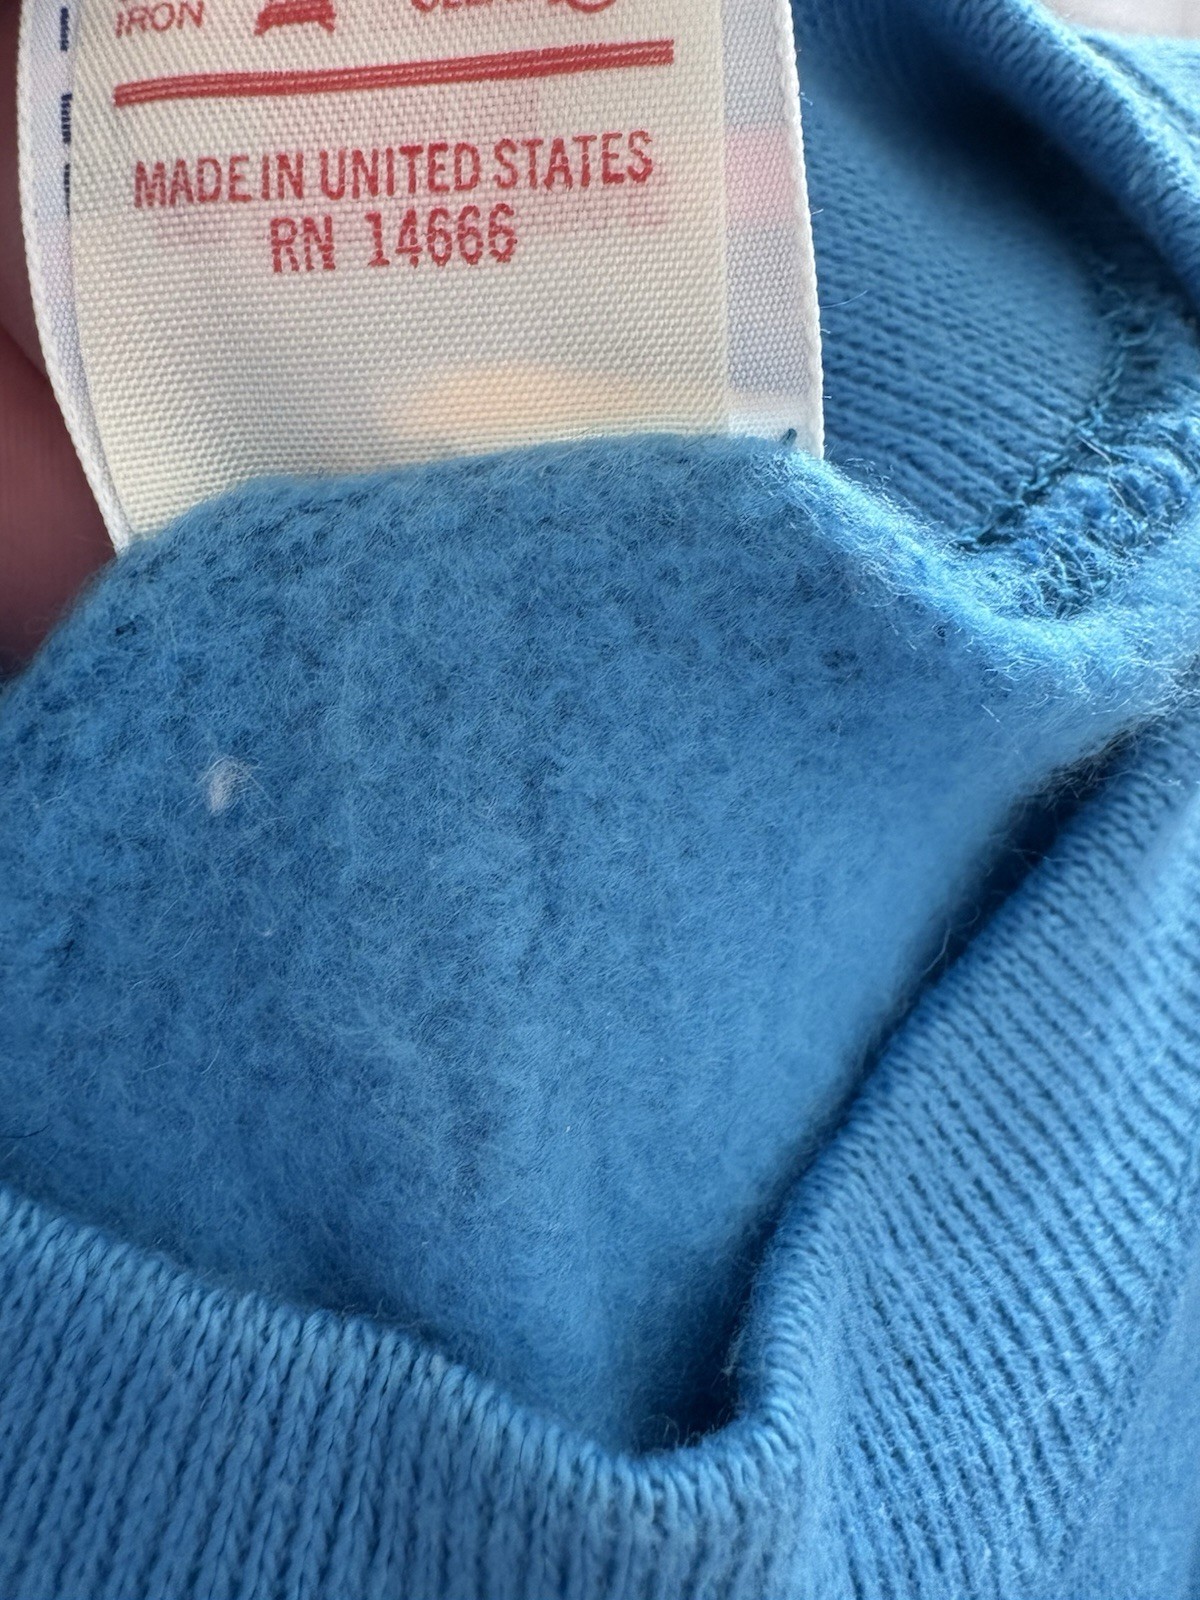 IRON
MADE IN UNITED STATES
RN 14666